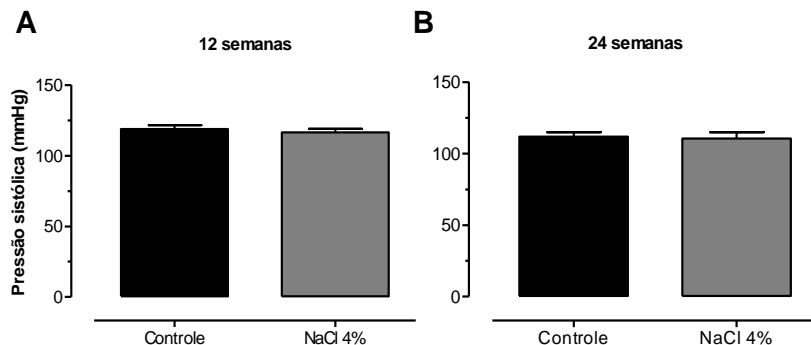 A
12 semanas
Pressão sistólica (mmHg)
150
100
50
0
Controle
NaCl 4%
B
24 semanas
150
100
50
0
Controle
NaCl 4%